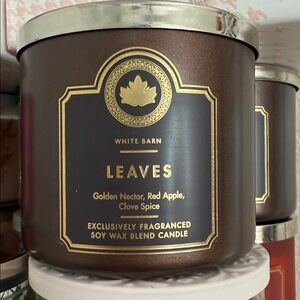 WHITE BARN
LEAVES
Golden Nectar, Red Apple,
Clove Spice
EXCLUSIVELY FRAGRANCED
SOY WAX BLEND CANDLE